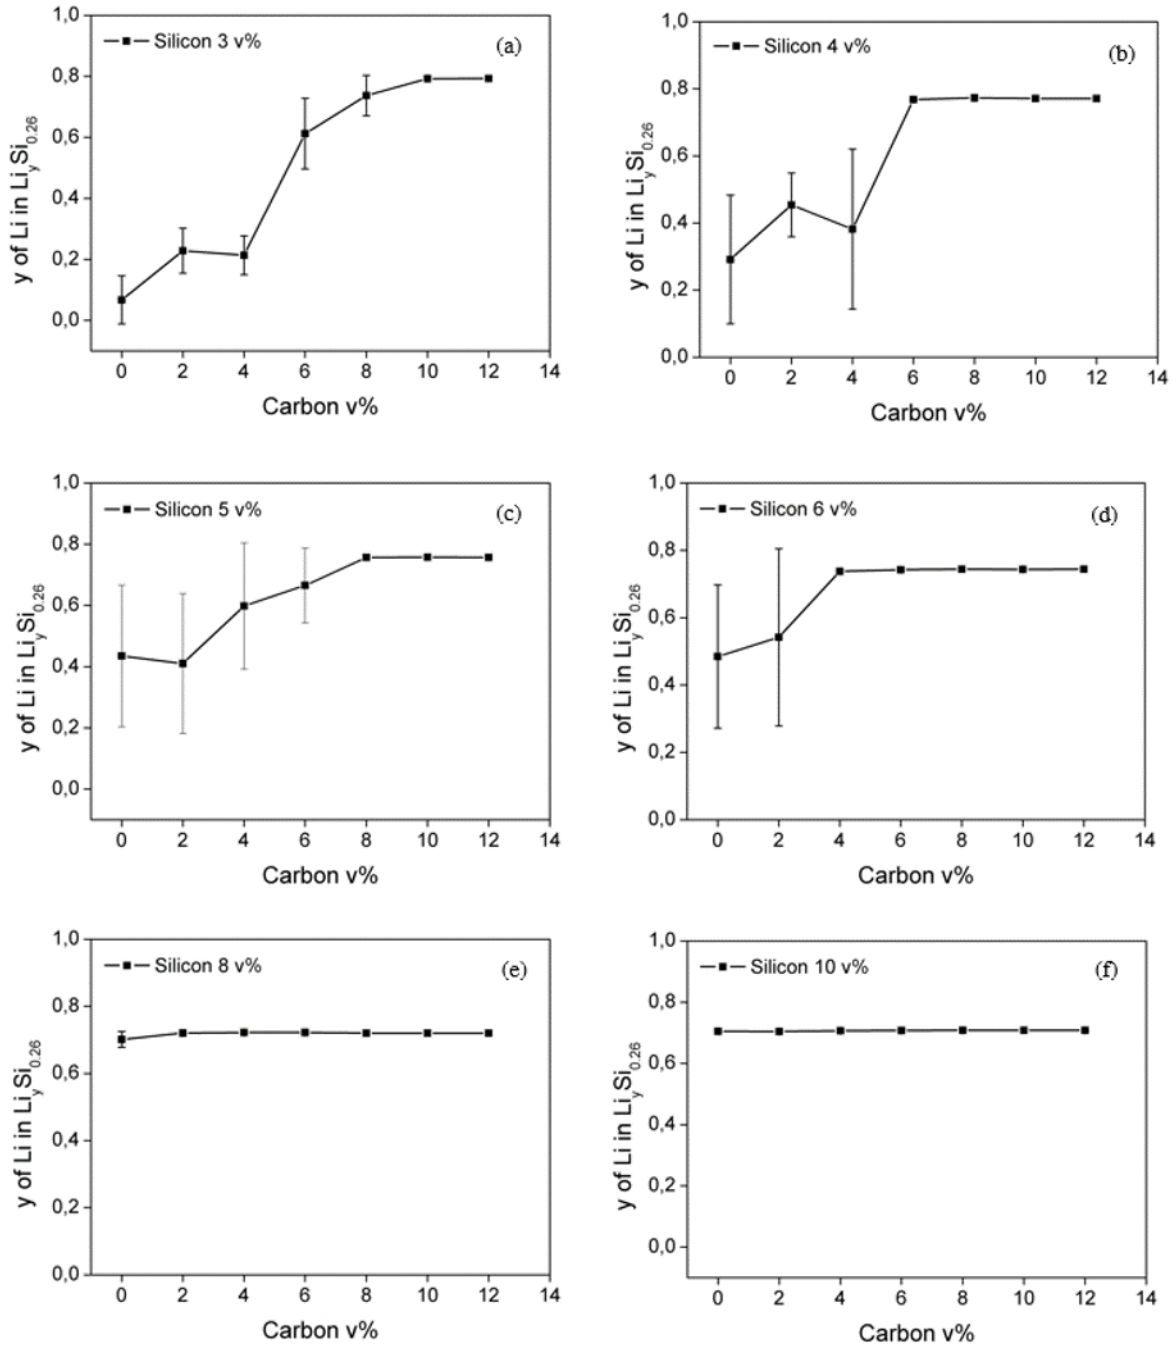 Silicon 3 v%
(a)
1,0
0,8
0,6
0,4
0,2
0,0
y of Li in LiySi0.26
0 2 4 6 8 10 12 14
Carbon v%
Silicon 4 v%
(b)
1,0
0,8
0,6
0,4
0,2
0,0
y of Li in LiySi0.26
0 2 4 6 8 10 12 14
Carbon v%
Silicon 5 v%
(c)
1,0
0,8
0,6
0,4
0,2
0,0
y of Li in LiySi0.26
0 2 4 6 8 10 12 14
Carbon v%
Silicon 6 v%
(d)
1,0
0,8
0,6
0,4
0,2
0,0
y of Li in LiySi0.26
0 2 4 6 8 10 12 14
Carbon v%
Silicon 8 v%
(e)
1,0
0,8
0,6
0,4
0,2
0,0
y of Li in LiySi0.26
0 2 4 6 8 10 12 14
Carbon v%
Silicon 10 v%
(f)
1,0
0,8
0,6
0,4
0,2
0,0
y of Li in LiySi0.26
0 2 4 6 8 10 12 14
Carbon v%